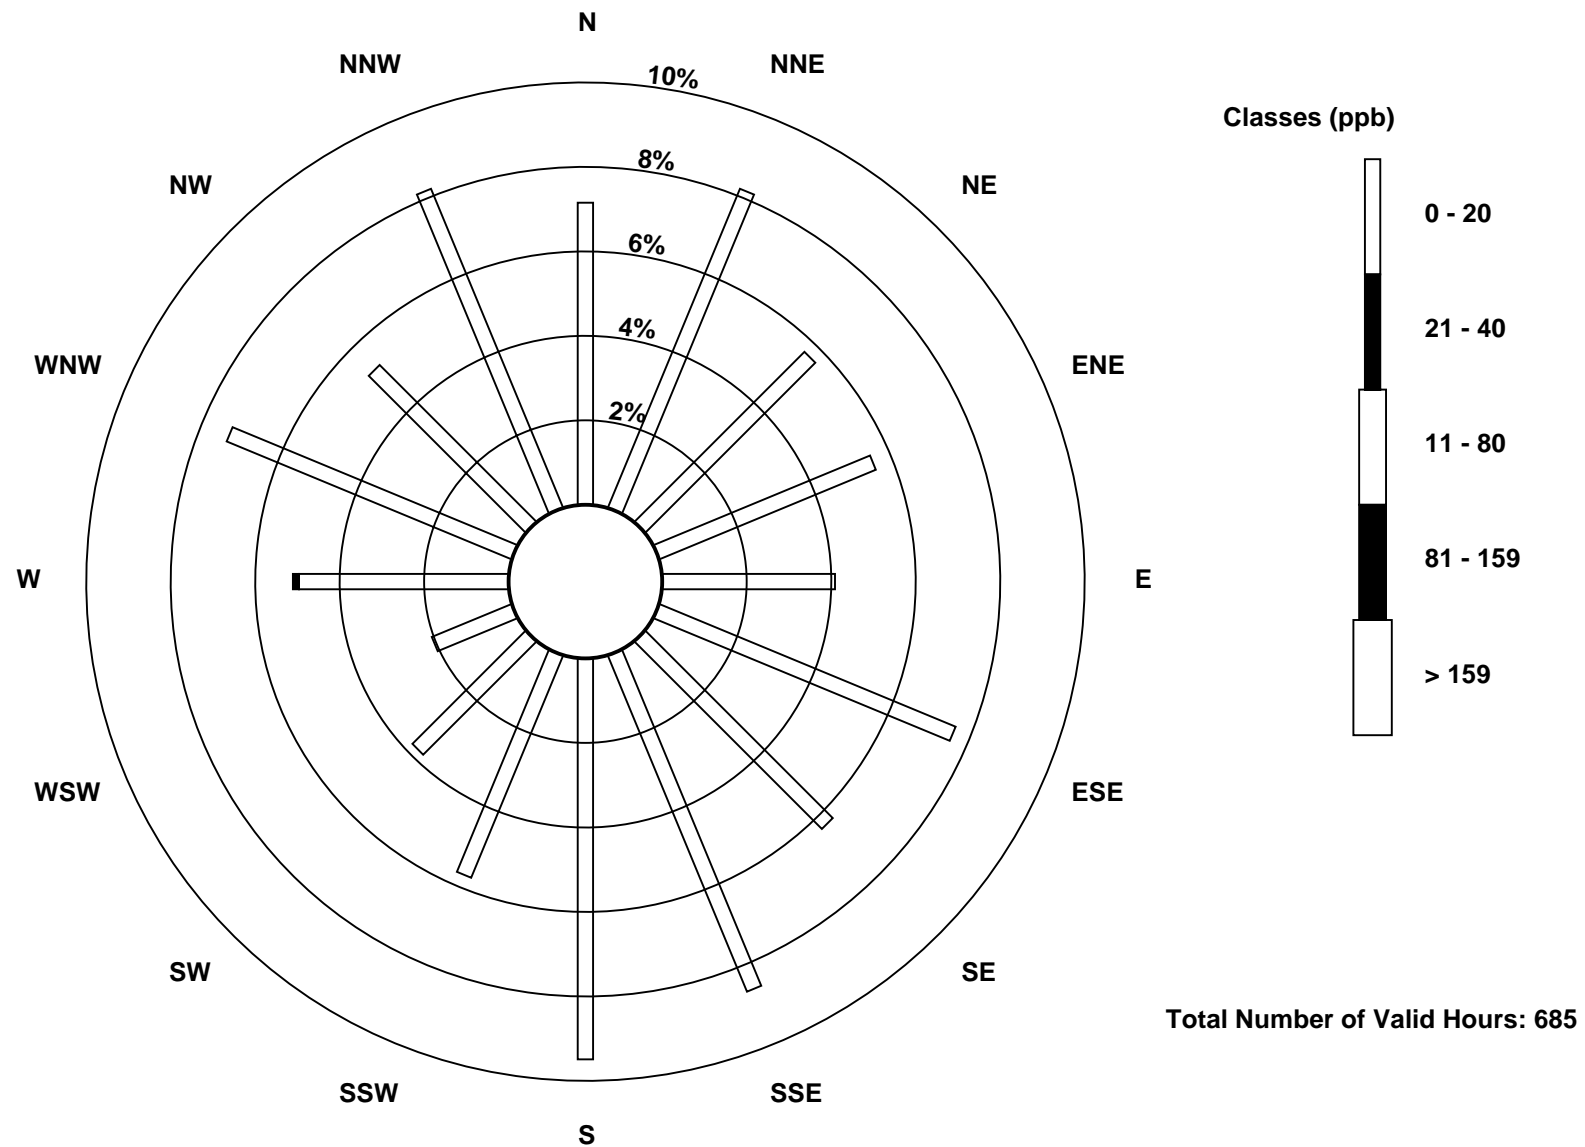 N
NNW
NNE
10%
Classes (ppb)
8%
NW
NE
0 - 20
6%
21 - 40
4%
WNW
ENE
2%
11 - 80
W
E
81 - 159
> 159
WSW
ESE
SW
SE
Total Number of Valid Hours: 685
SSW
SSE
S